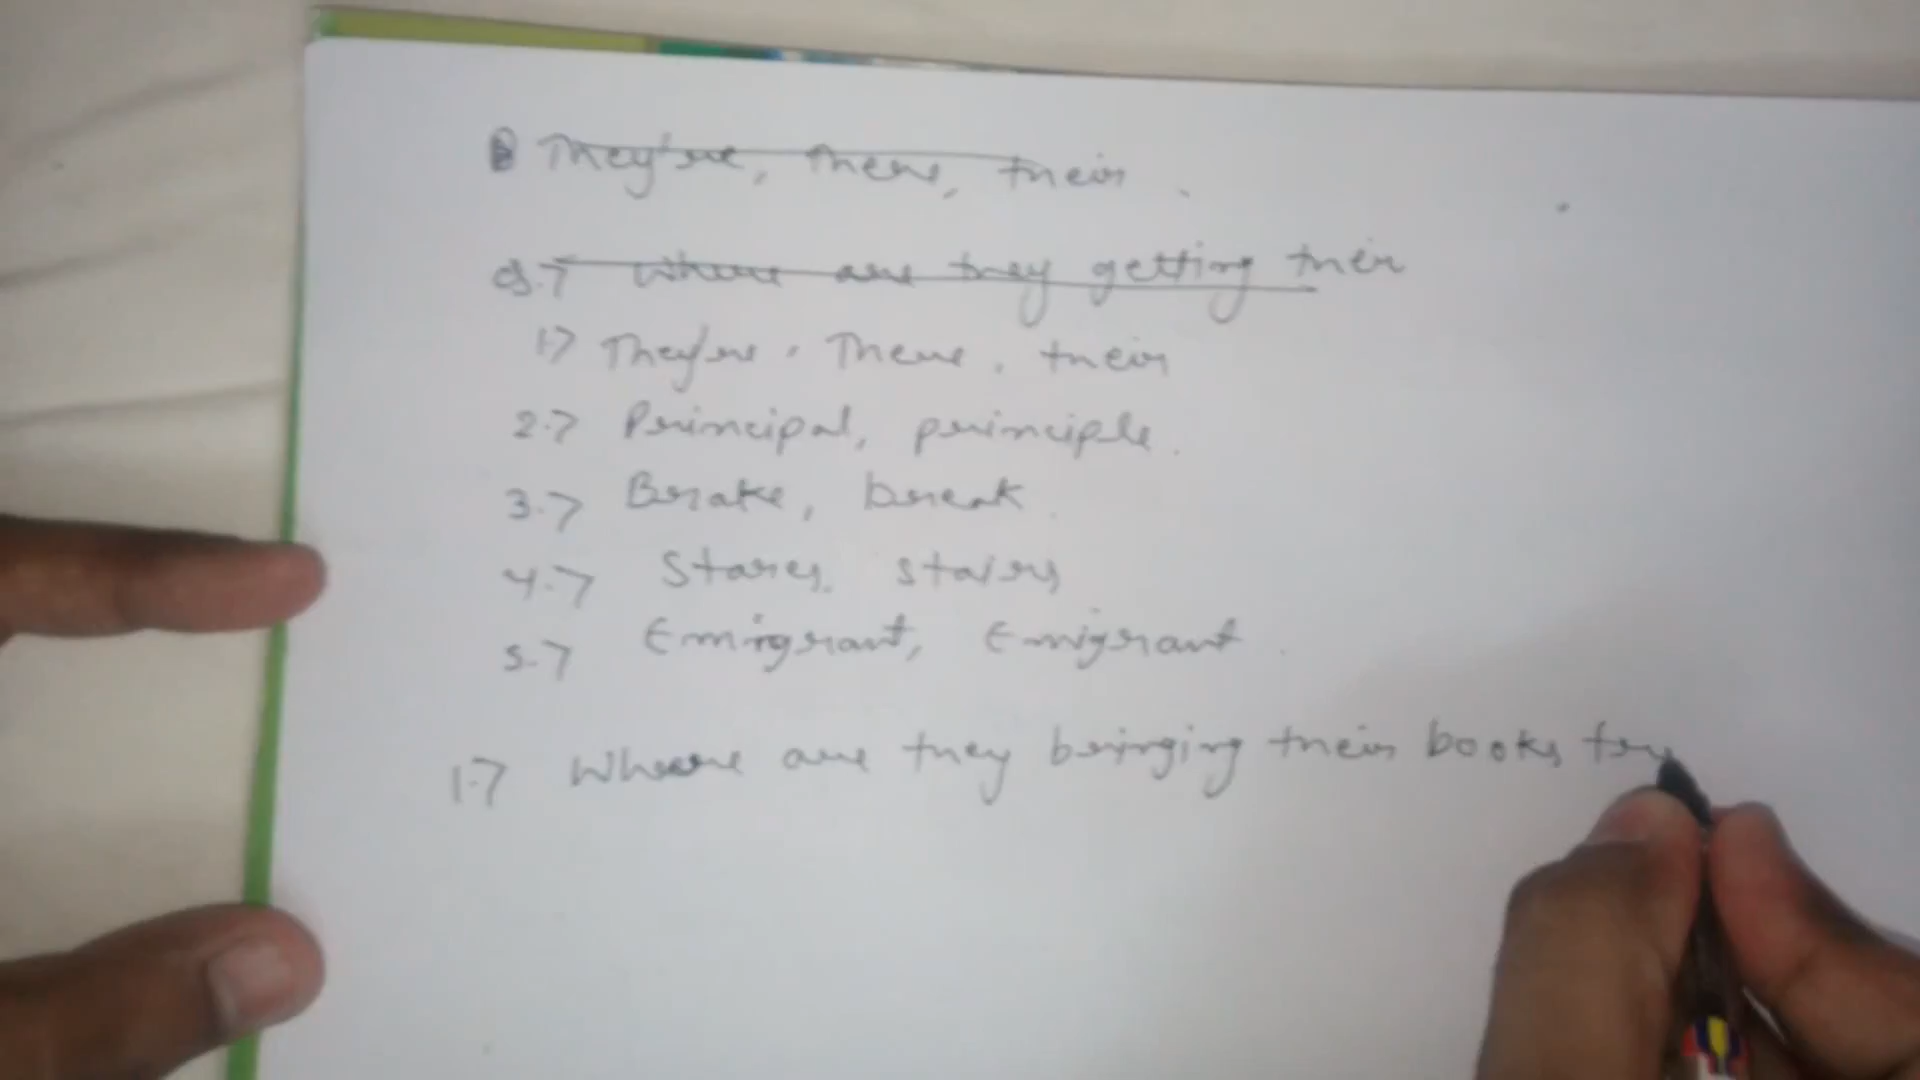 They're, there, their.
Q.7 Where are they getting their
1.7 They're, There, their
2.7 Principal, principle.
3.7 Brake, break.
4.7 Stares, stairs
5.7 Emigrant, Emigrant.
1.7 Where are they bringing their books